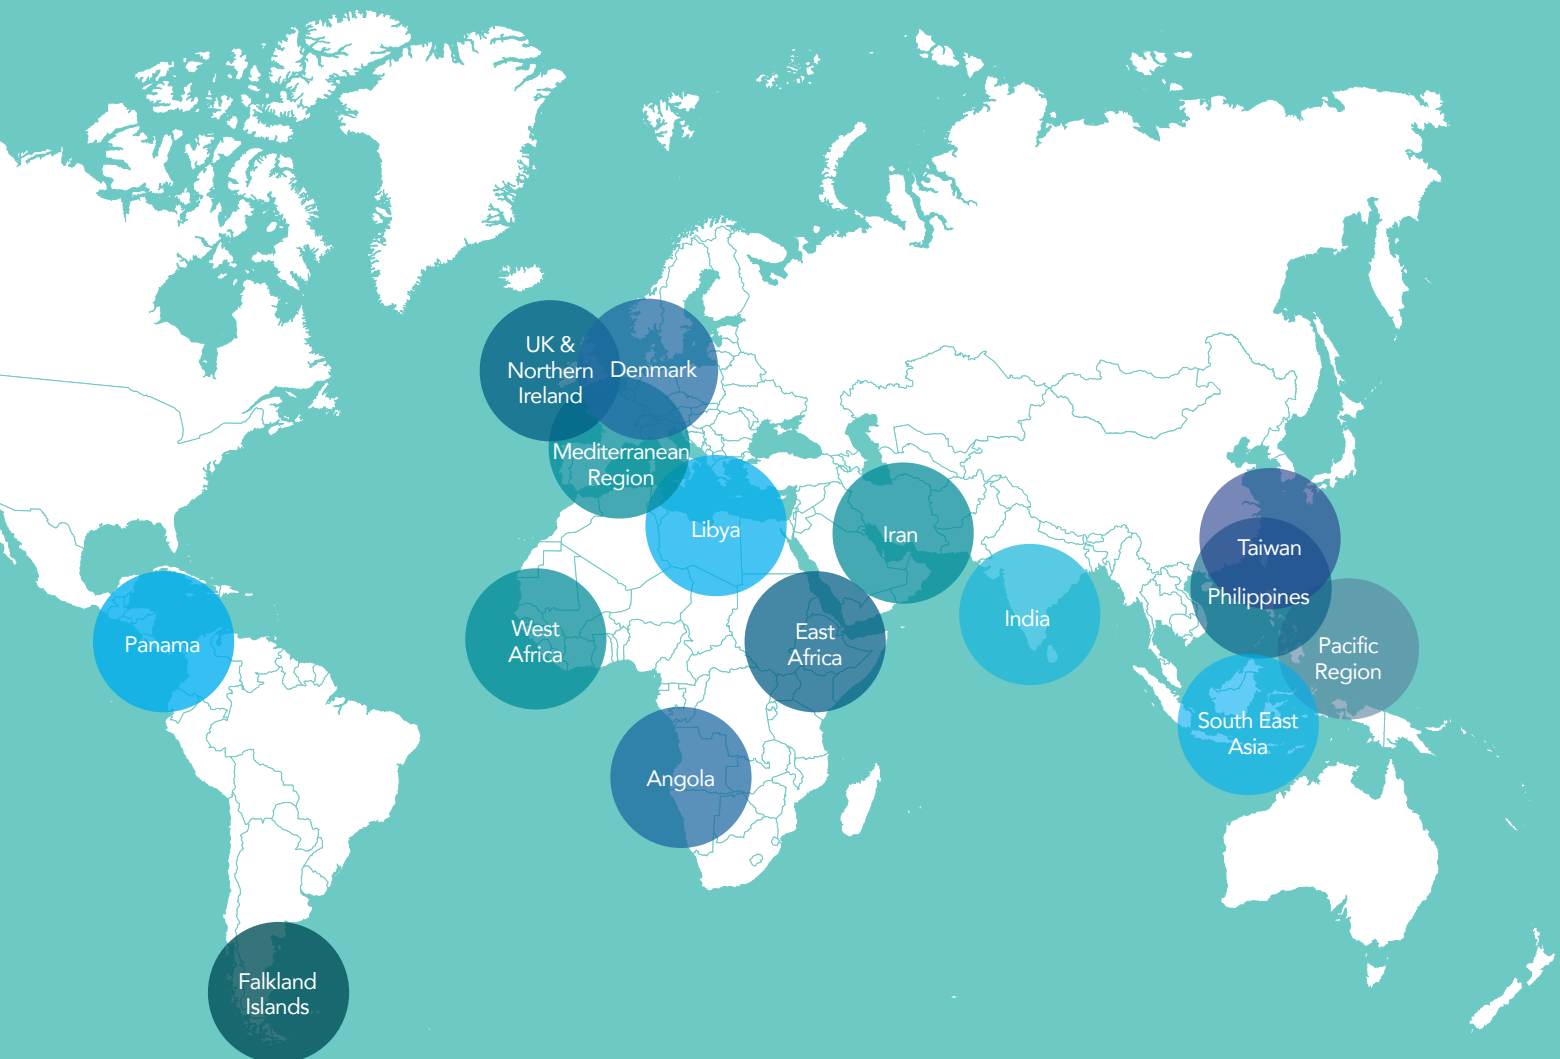 UK &
Northern
Ireland
Denmark
Mediterranean
Region
Libya
Iran
Taiwan
Philippines
India
Pacific
Region
West
Africa
East
Africa
Panama
South East
Asia
Angola
Falkland
Islands